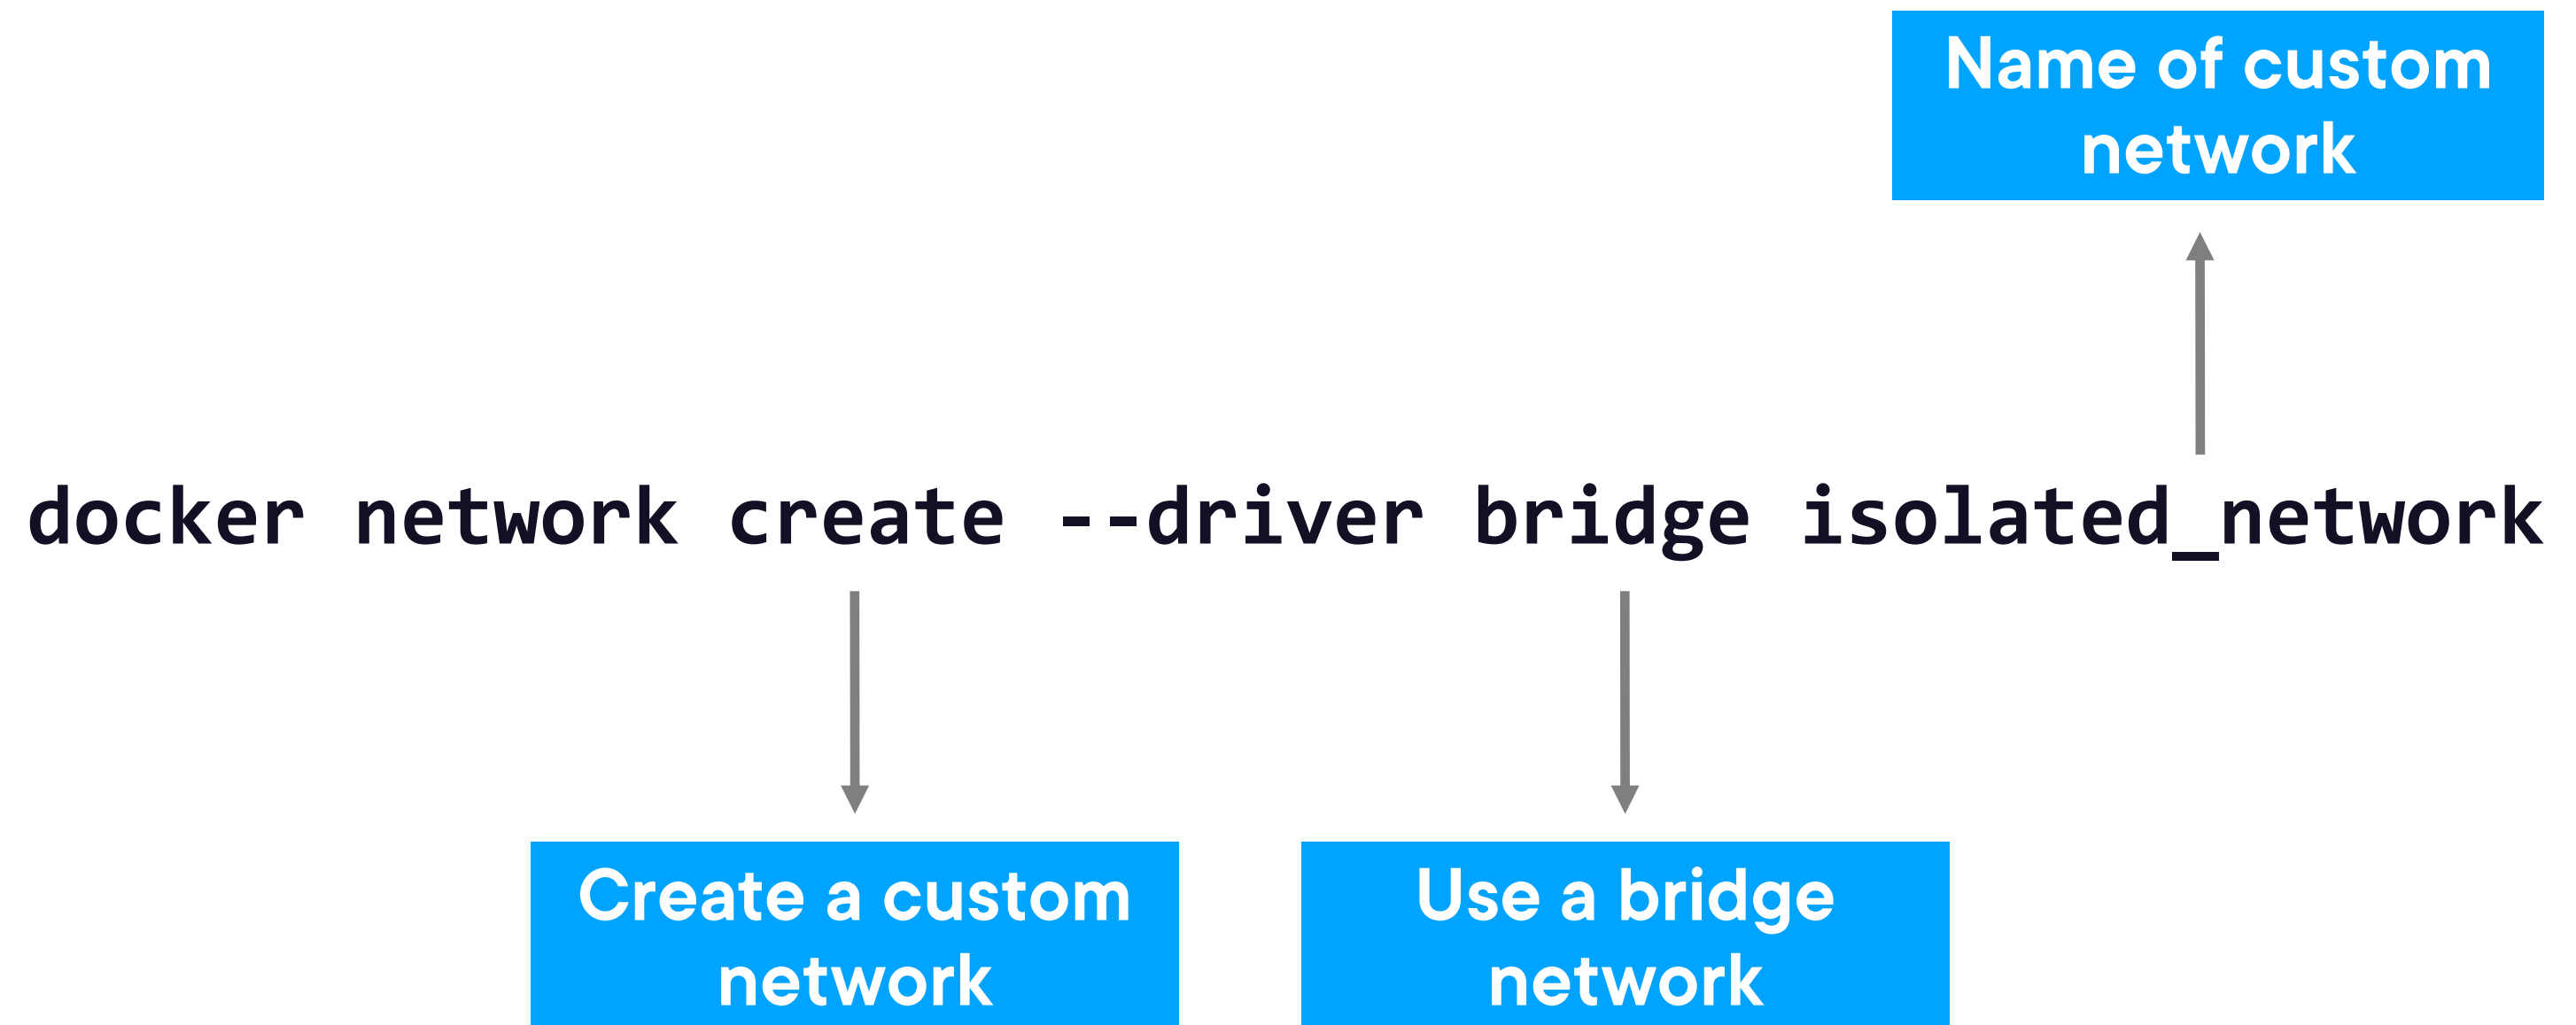 Name of custom
network
docker network create --driver bridge isolated_network
Create a custom
network
Use a bridge
network